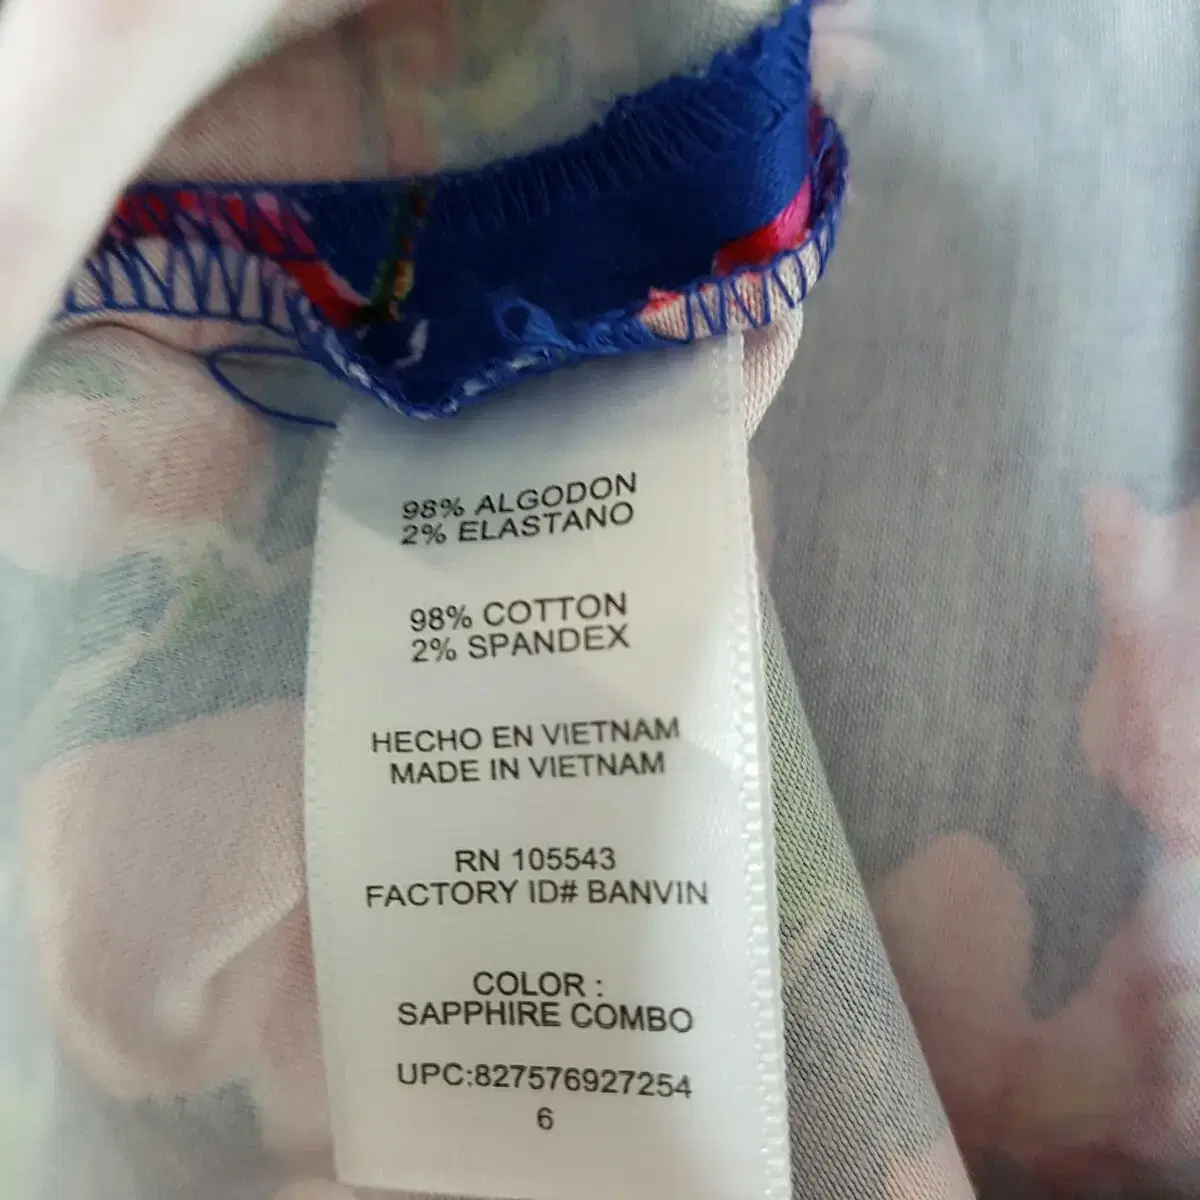 98% ALGODON
2% ELASTANO
98% COTTON
2% SPANDEX
HECHO EN VIETNAM
MADE IN VIETNAM
RN 105543
FACTORY ID# BANVIN
COLOR :
SAPPHIRE COMBO
UPC:827576927254
6